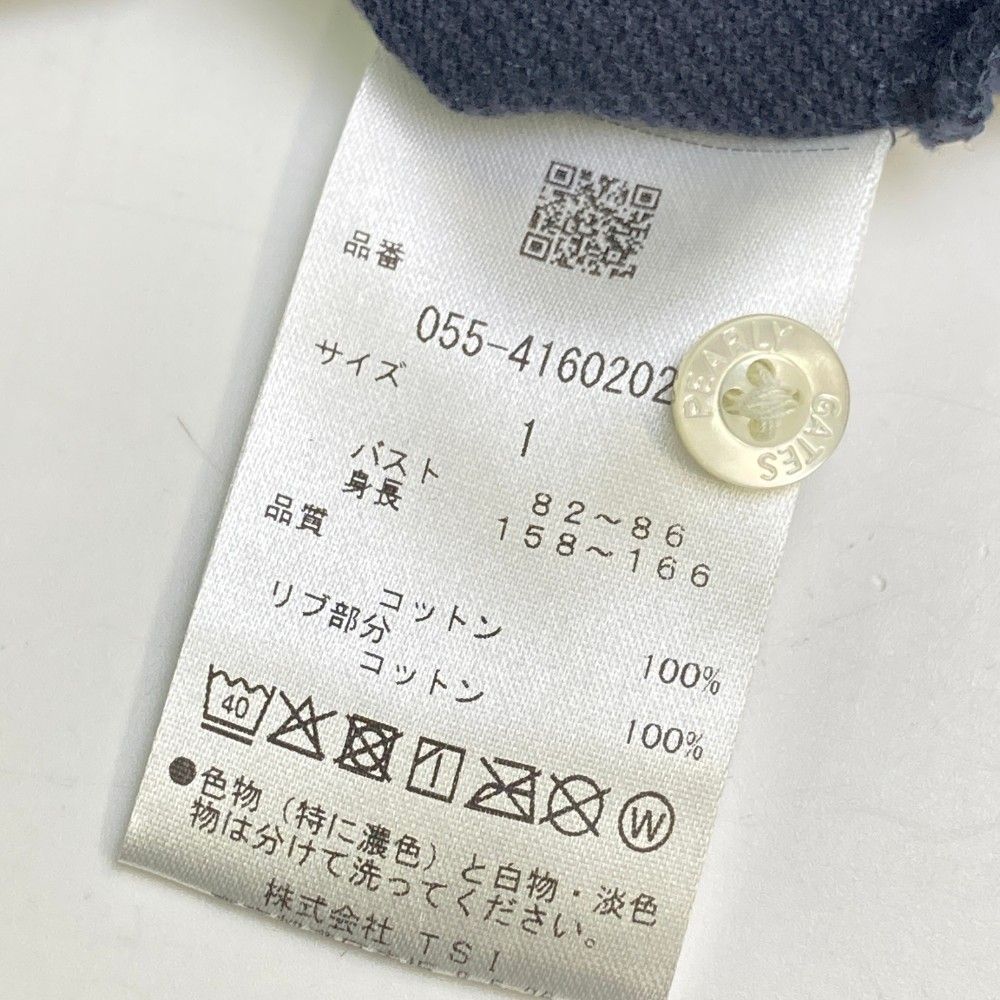 品番
055-4160202
サイズ
1
バスト 82～86
身長 158～166
品質
コットン 100%
リブ部分
コットン 100%
40
W
●色物（特に濃色）と白物・淡色
物は分けて洗ってください。
株式会社 TSI
PEARLY GATES